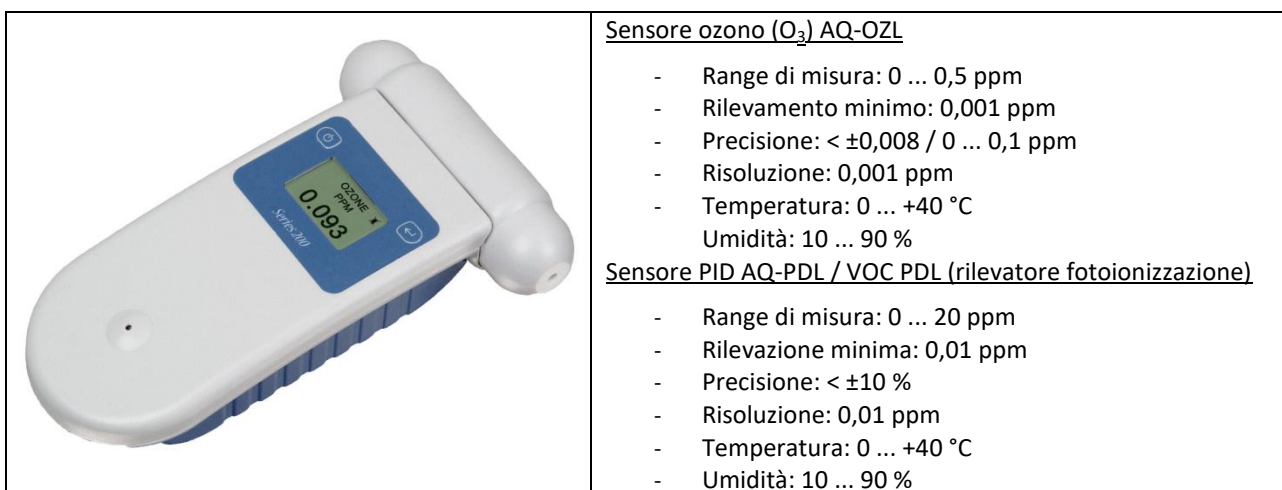 OZONE
PPM
0.093
Series 200
Sensore ozono (O3) AQ-OZL
- Range di misura: 0 ... 0,5 ppm
- Rilevamento minimo: 0,001 ppm
- Precisione: < ±0,008 / 0 ... 0,1 ppm
- Risoluzione: 0,001 ppm
- Temperatura: 0 ... +40 °C
Umidità: 10 ... 90 %
Sensore PID AQ-PDL / VOC PDL (rilevatore fotoionizzazione)
- Range di misura: 0 ... 20 ppm
- Rilevazione minima: 0,01 ppm
- Precisione: < ±10 %
- Risoluzione: 0,01 ppm
- Temperatura: 0 ... +40 °C
- Umidità: 10 ... 90 %